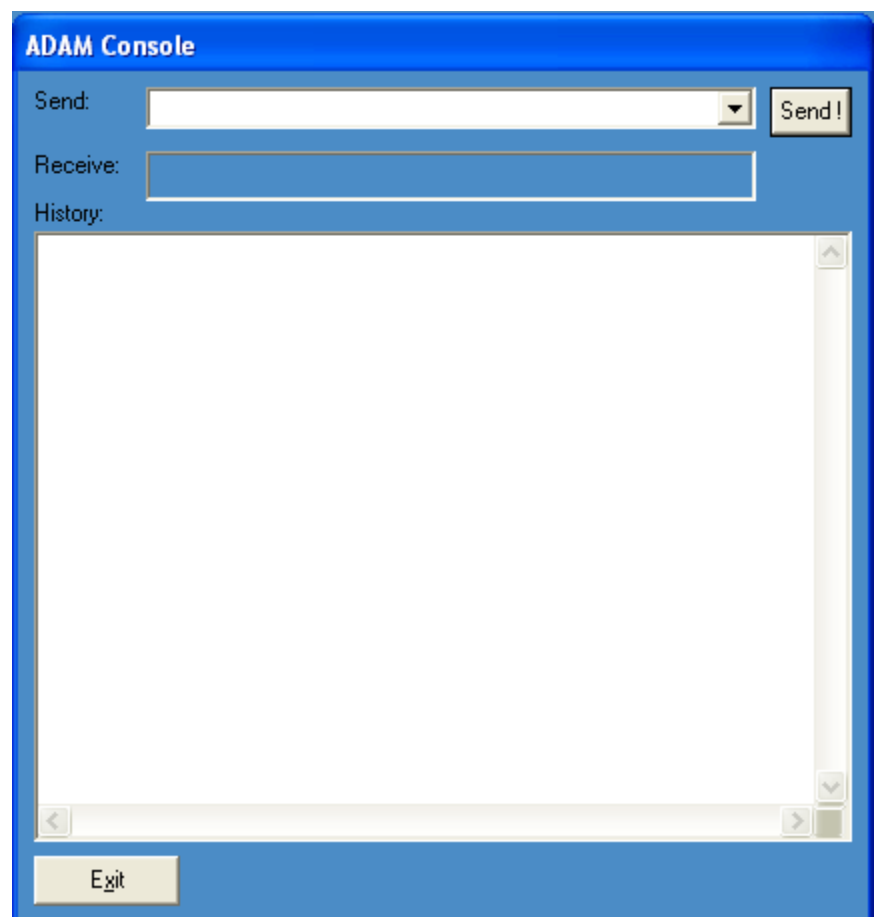 ADAM Console
Send:
Send !
Receive:
History:
Exit